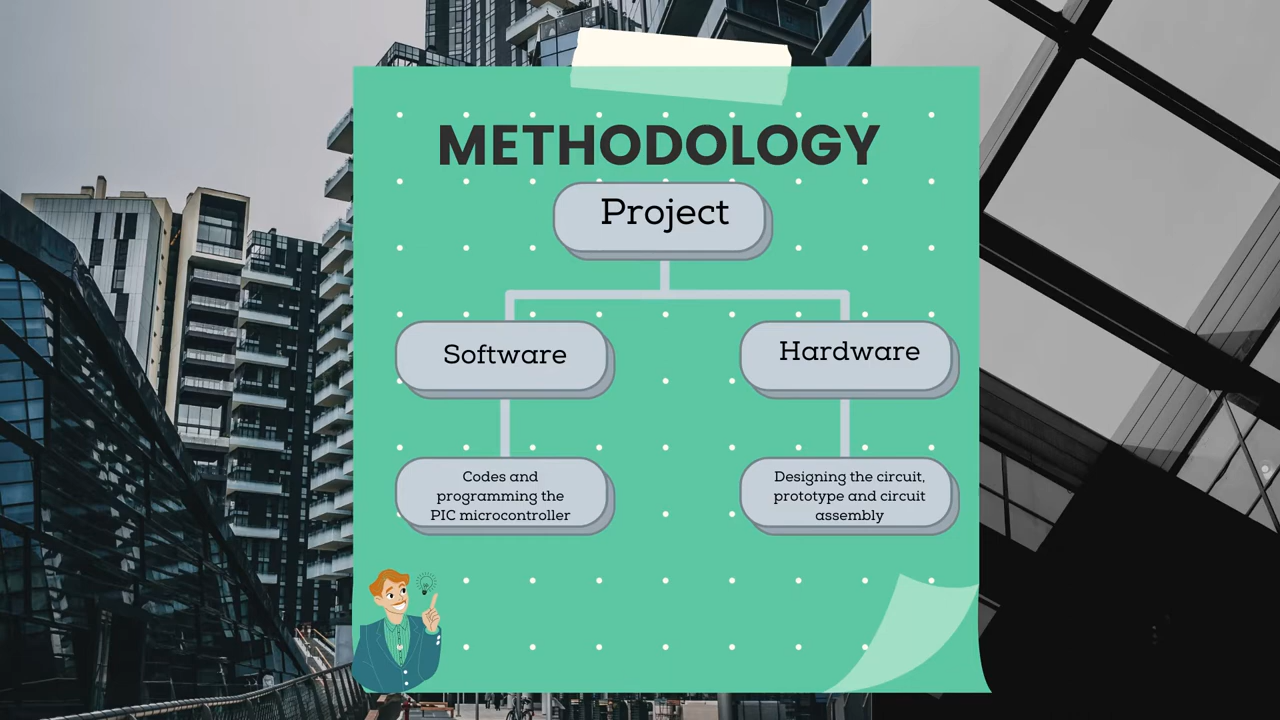 METHODOLOGY
Project
Software
Hardware
Codes and
programming the
PIC microcontroller
Designing the circuit,
prototype and circuit
assembly